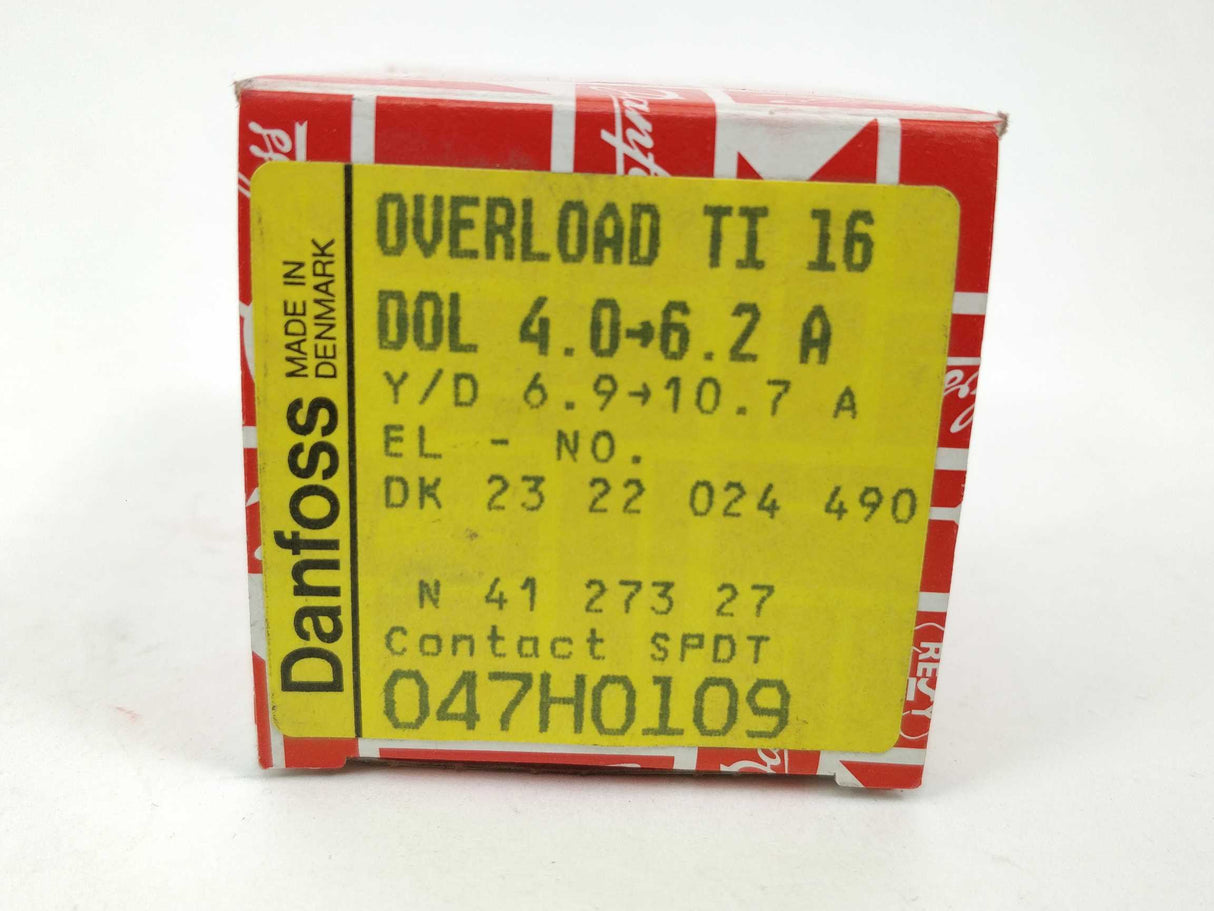 OVERLOAD TI 16
DOL 4.0→6.2 A
Y/D 6.9→10.7 A
EL - NO.
DK 23 22 024 490
N 41 273 27
Contact SPDT
047H0109
Danfoss
MADE IN
DENMARK
RESY